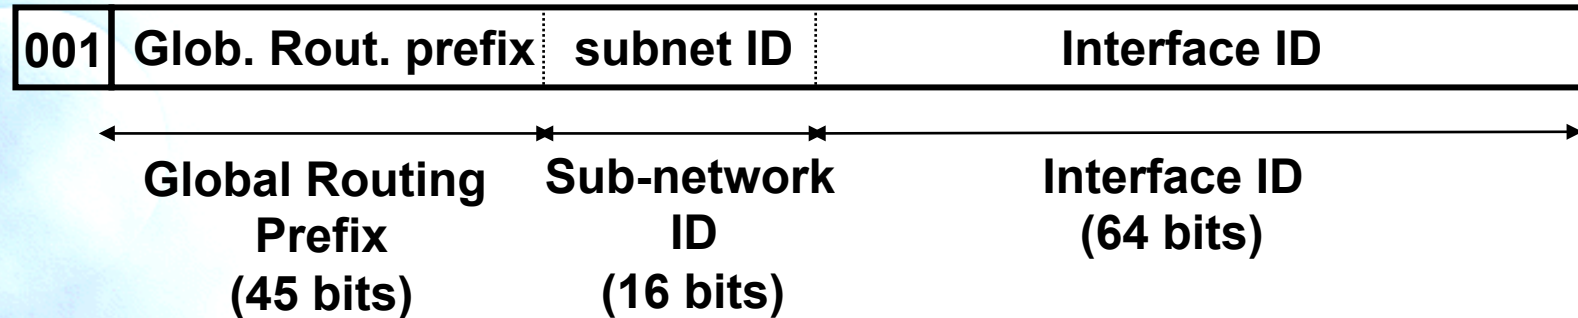 001 Glob. Rout. prefix subnet ID Interface ID
Global Routing
Prefix
(45 bits)
Sub-network
ID
(16 bits)
Interface ID
(64 bits)